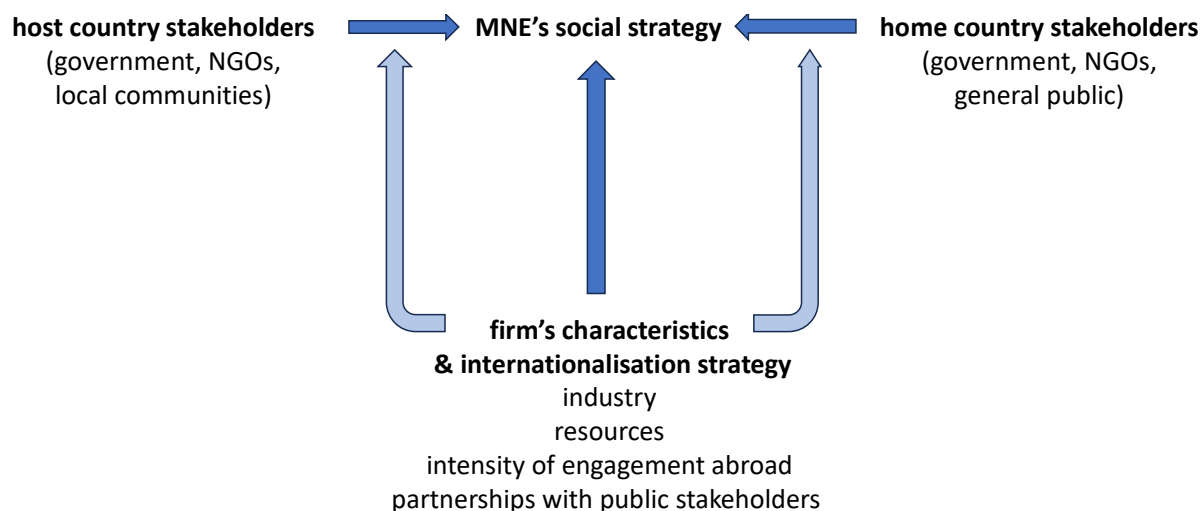 host country stakeholders
(government, NGOs,
local communities)
MNE's social strategy
home country stakeholders
(government, NGOs,
general public)
firm's characteristics
& internationalisation strategy
industry
resources
intensity of engagement abroad
partnerships with public stakeholders